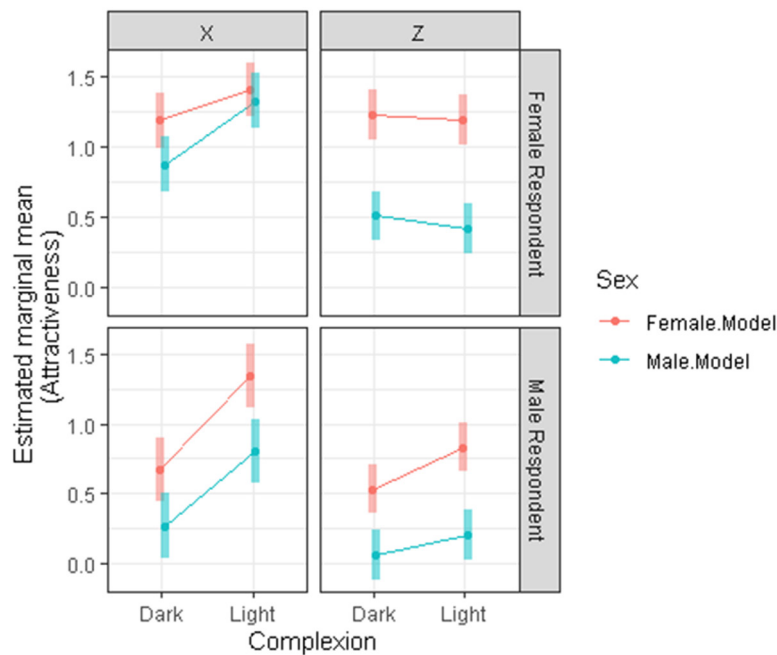 X
Z
1.5
1.0
0.5
0.0
Female Respondent
1.5
1.0
0.5
0.0
Male Respondent
Estimated marginal mean
(Attractiveness)
Dark
Light
Dark
Light
Complexion
Sex
Female.Model
Male.Model